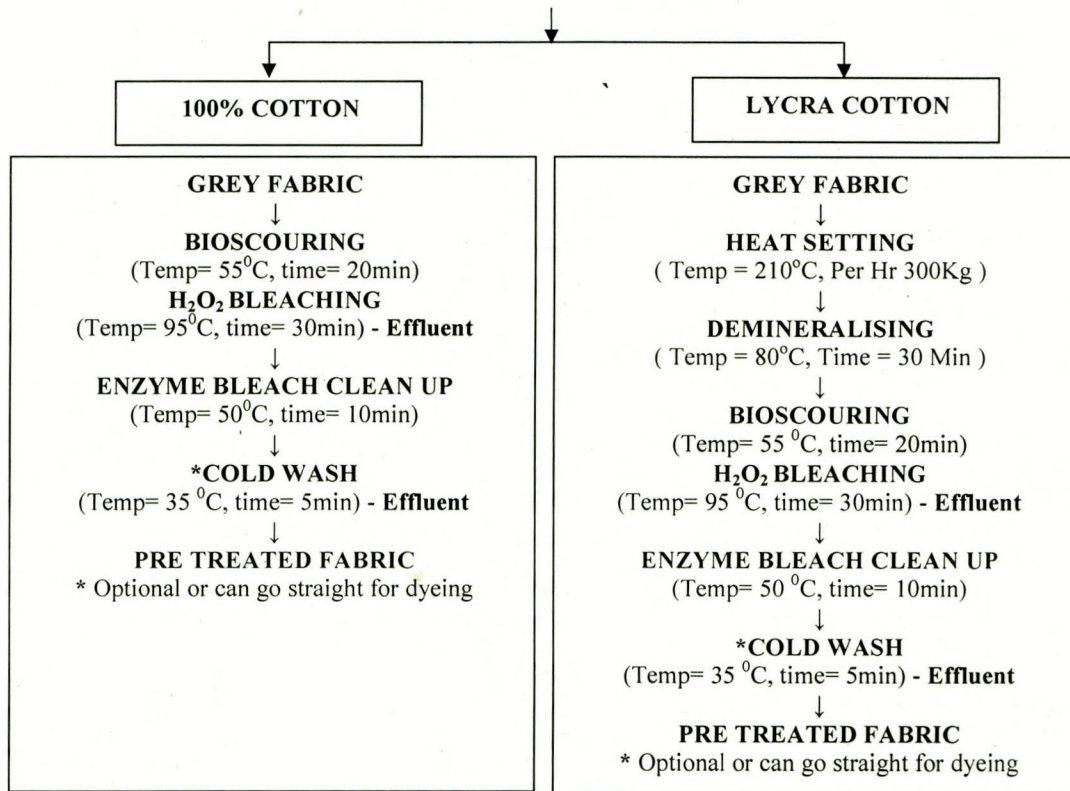 100% COTTON
GREY FABRIC
↓
BIOSCOURING
(Temp= 55⁰C, time= 20min)
H₂O₂ BLEACHING
(Temp= 95⁰C, time= 30min) - Effluent
↓
ENZYME BLEACH CLEAN UP
(Temp= 50⁰C, time= 10min)
↓
*COLD WASH
(Temp= 35 ⁰C, time= 5min) - Effluent
↓
PRE TREATED FABRIC
* Optional or can go straight for dyeing
LYCRA COTTON
GREY FABRIC
↓
HEAT SETTING
( Temp = 210°C, Per Hr 300Kg )
↓
DEMINERALISING
( Temp = 80°C, Time = 30 Min )
↓
BIOSCOURING
(Temp= 55 ⁰C, time= 20min)
H₂O₂ BLEACHING
(Temp= 95 ⁰C, time= 30min) - Effluent
↓
ENZYME BLEACH CLEAN UP
(Temp= 50 ⁰C, time= 10min)
↓
*COLD WASH
(Temp= 35 ⁰C, time= 5min) - Effluent
↓
PRE TREATED FABRIC
* Optional or can go straight for dyeing